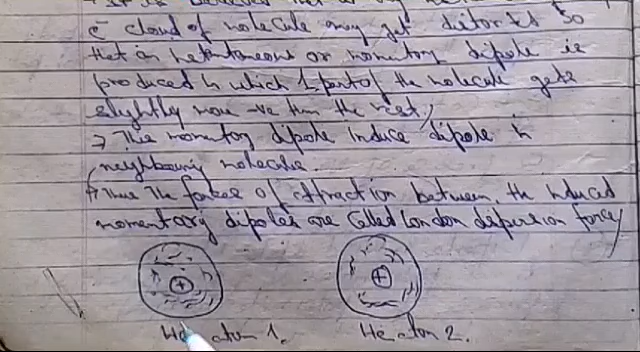 e⁻ cloud of molecule may get distorted so
that an instantaneous or momentary dipole is
produced in which 1 part of the molecule gets
slightly more -ve than the rest,
→ This momentory dipole induce dipole in
neighbouring molecule.
→ Thus The forces of attraction between the induced
momentary dipoles are called London dispersion forces
+ +
He atom 1. He atom 2.